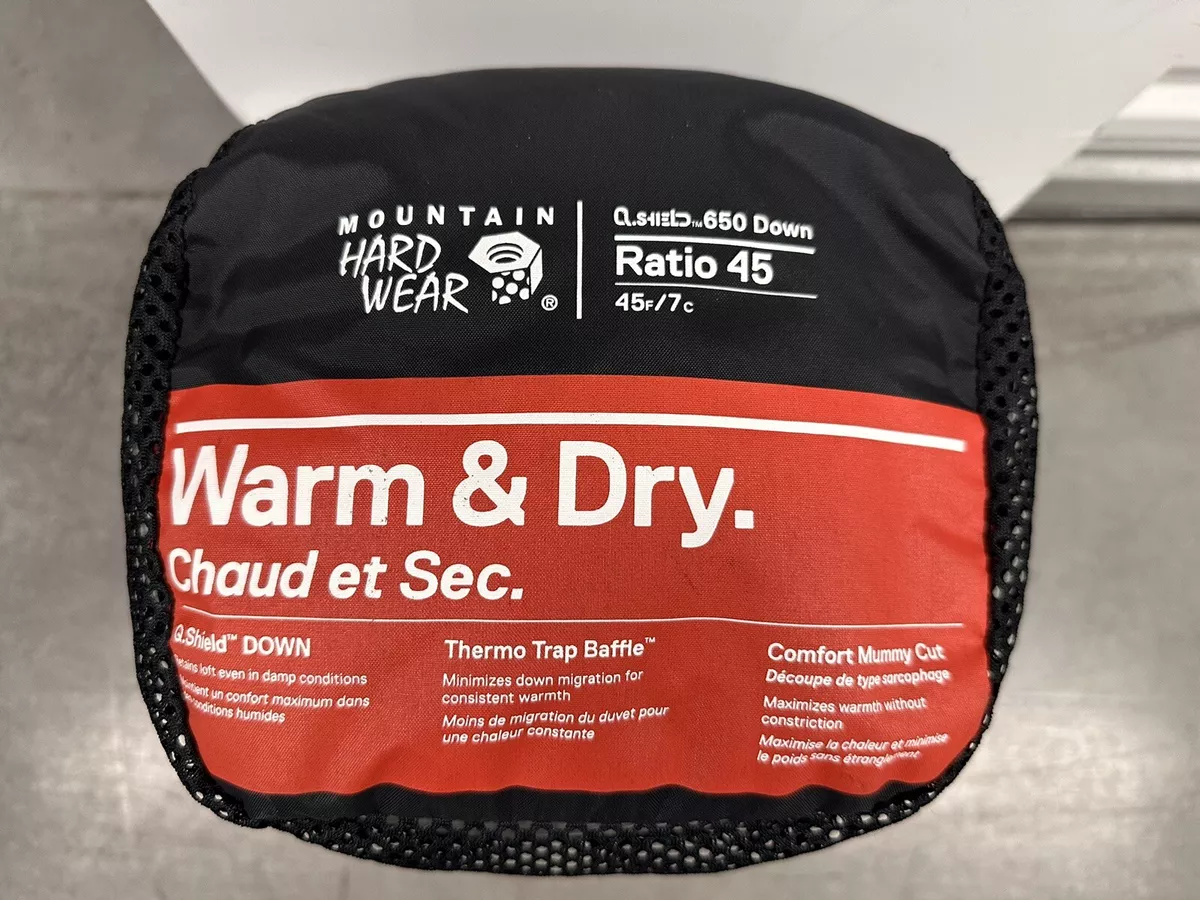 MOUNTAIN
HARD
WEAR ®
Q.SHIELD™ 650 Down
Ratio 45
45F/7C
Warm & Dry.
Chaud et Sec.
Q.Shield™ DOWN
loft even in damp conditions
un confort maximum dans
conditions humides
Thermo Trap Baffle™
Minimizes down migration for
consistent warmth
Moins de migration du duvet pour
une chaleur constante
Comfort Mummy Cut
Découpe de type sarcophage
Maximizes warmth without
constriction
Maximise la chaleur et minimise
le poids sans étranglement